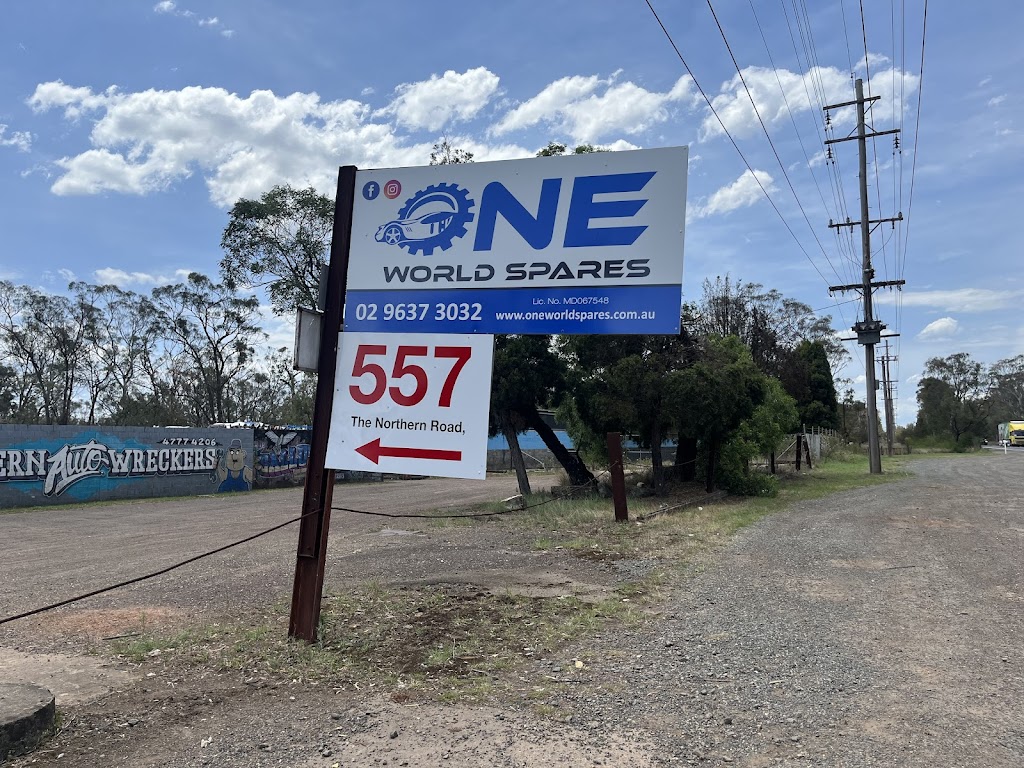 ONE
WORLD SPARES
02 9637 3032
Lic. No. MD067548
www.oneworldspares.com.au
557
The Northern Road,
4777 4206
ERN Auto WRECKERS